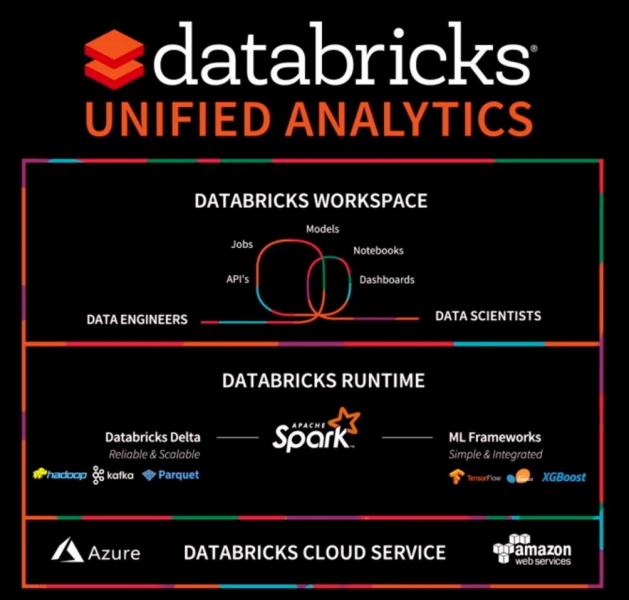 databricks®
UNIFIED ANALYTICS
DATABRICKS WORKSPACE
Models
Jobs
Notebooks
API's
Dashboards
DATA ENGINEERS
DATA SCIENTISTS
DATABRICKS RUNTIME
APACHE
Spark™
Databricks Delta
ML Frameworks
Reliable & Scalable
Simple & Integrated
hadoop kafka Parquet
TensorFlow XGBoost
Azure DATABRICKS CLOUD SERVICE amazon
web services